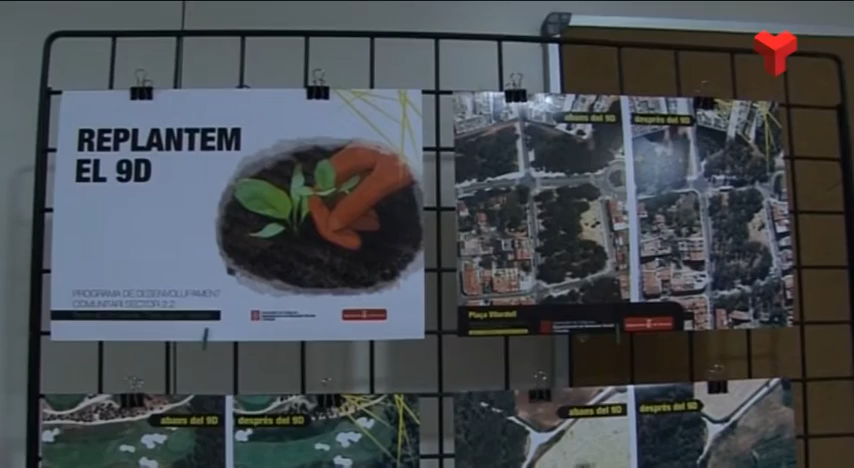 REPLANTEM
EL 9D
PROGRAMA DE DESENVOLUPAMENT
COMUNITARI SECTOR 2.2
abans del 9D
després del 9D
Plaça Vilardell
abans del 9D
després del 9D
abans del 9D
després del 9D